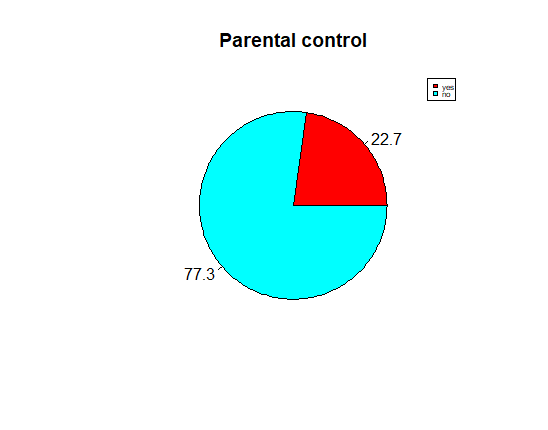 Parental control
yes
no
22.7
77.3